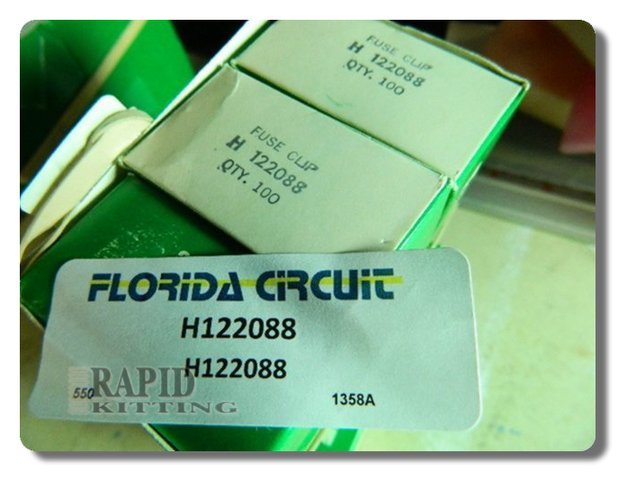 FUSE CLIP
H 122088
QTY. 100
FUSE CLIP
H 122088
QTY. 100
FLORIDA CIRCUIT
H122088
H122088
RAPID
550
KITTING
1358A